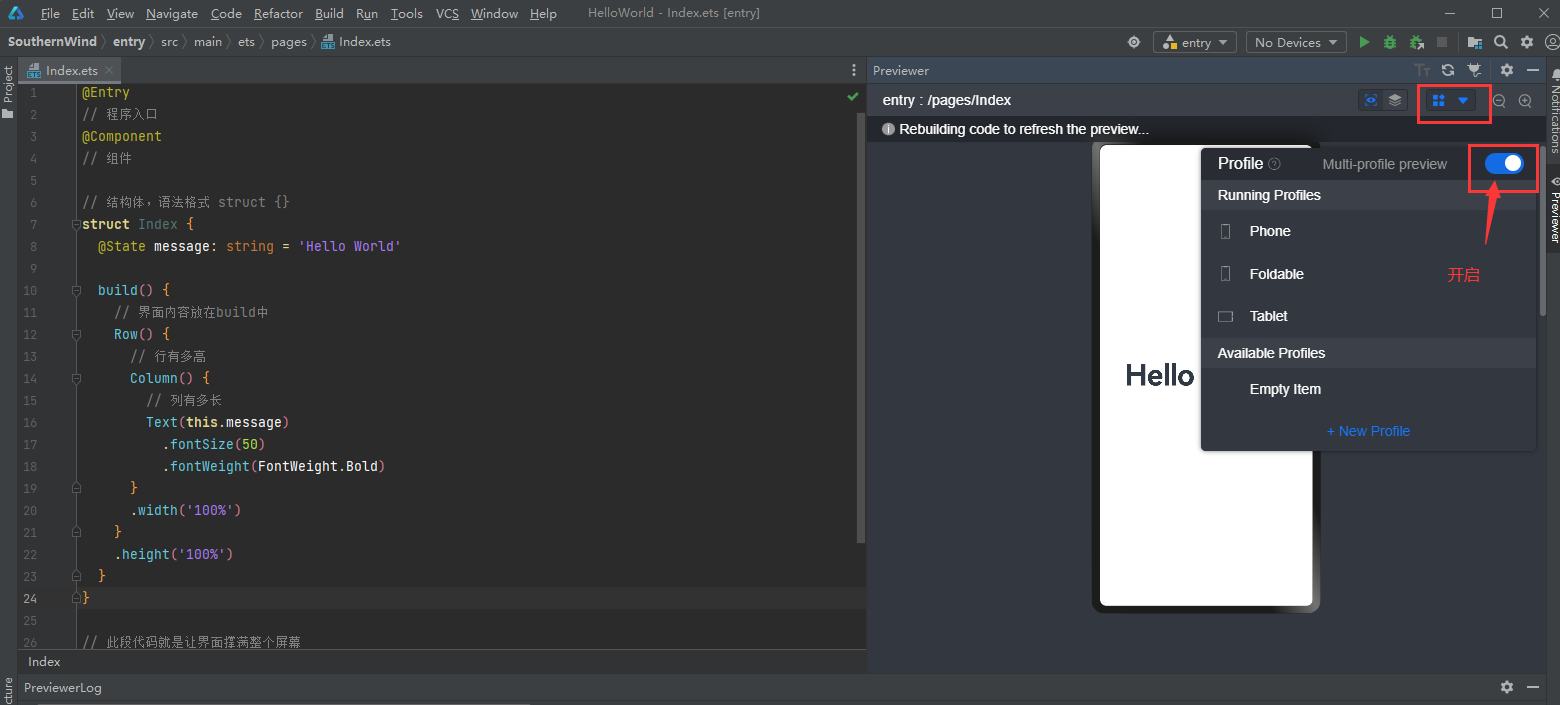 File Edit View Navigate Code Refactor Build Run Tools VCS Window Help HelloWorld - Index.ets [entry]
SouthernWind entry src main ets pages Index.ets entry No Devices
Project
Index.ets
1 @Entry
2 // 程序入口
3 @Component
4 // 组件
5
6 // 结构体，语法格式 struct {}
7 struct Index {
8 @State message: string = 'Hello World'
9
10 build() {
11 // 界面内容放在build中
12 Row() {
13 // 行有多高
14 Column() {
15 // 列有多长
16 Text(this.message)
17 .fontSize(50)
18 .fontWeight(FontWeight.Bold)
19 }
20 .width('100%')
21 }
22 .height('100%')
23 }
24 }
25
26 // 此段代码就是让界面撑满整个屏幕
Index
PreviewerLog
Previewer
entry : /pages/Index
Rebuilding code to refresh the preview...
Hello
Profile Multi-profile preview
Running Profiles
Phone
Foldable
开启
Tablet
Available Profiles
Empty Item
+ New Profile
Notifications
Previewer